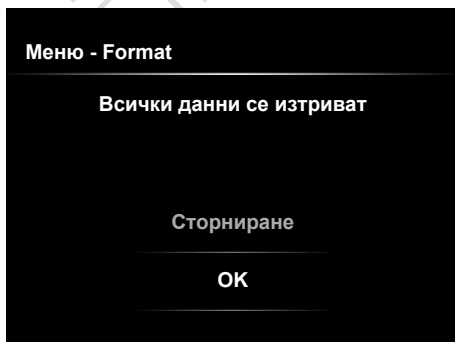 Меню - Format
Всички данни се изтриват
Сторниране
OK